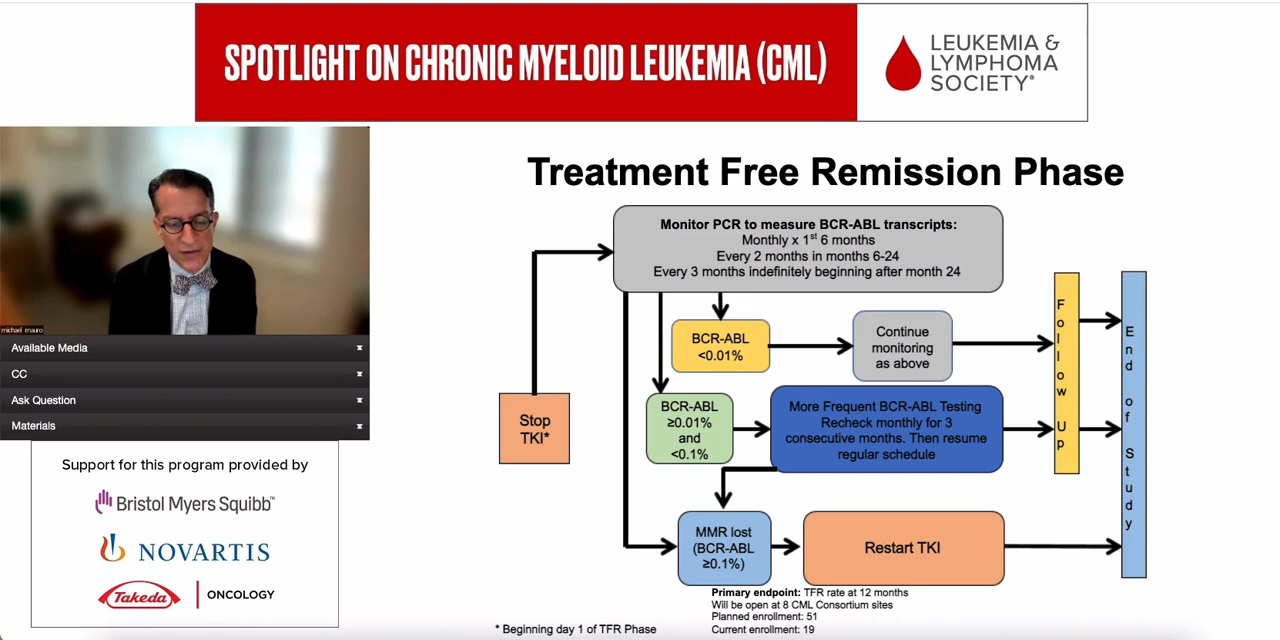 SPOTLIGHT ON CHRONIC MYELOID LEUKEMIA (CML)
LEUKEMIA &
LYMPHOMA
SOCIETY®
michael mauro
Available Media
CC
Ask Question
Materials
Support for this program provided by
Bristol Myers Squibb™
NOVARTIS
Takeda
ONCOLOGY
Treatment Free Remission Phase
Monitor PCR to measure BCR-ABL transcripts:
Monthly x 1st 6 months
Every 2 months in months 6-24
Every 3 months indefinitely beginning after month 24
BCR-ABL
<0.01%
Continue
monitoring
as above
Stop
TKI*
BCR-ABL
≥0.01%
and
<0.1%
More Frequent BCR-ABL Testing
Recheck monthly for 3
consecutive months. Then resume
regular schedule
MMR lost
(BCR-ABL
≥0.1%)
Restart TKI
Follow Up
End of Study
Primary endpoint: TFR rate at 12 months
Will be open at 8 CML Consortium sites
Planned enrollment: 51
Current enrollment: 19
* Beginning day 1 of TFR Phase